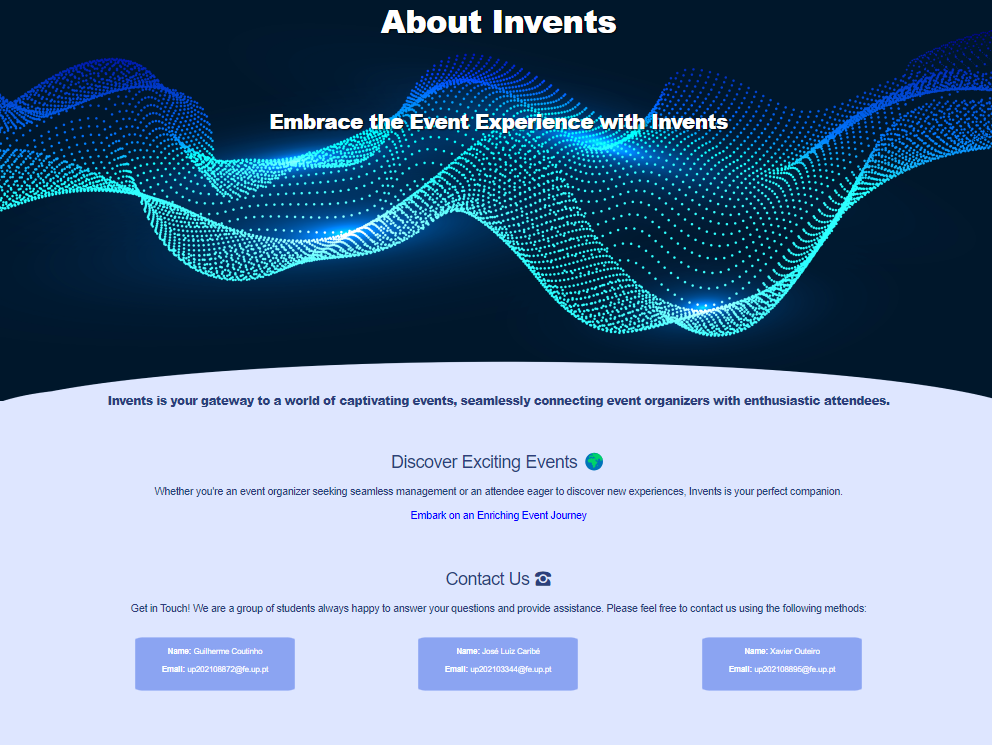 About Invents
Embrace the Event Experience with Invents
Invents is your gateway to a world of captivating events, seamlessly connecting event organizers with enthusiastic attendees.
Discover Exciting Events 🌍
Whether you're an event organizer seeking seamless management or an attendee eager to discover new experiences, Invents is your perfect companion.
Embark on an Enriching Event Journey
Contact Us ☎
Get in Touch! We are a group of students always happy to answer your questions and provide assistance. Please feel free to contact us using the following methods:
Name: Guilherme Coutinho
Email: up202108872@fe.up.pt
Name: José Luiz Caribé
Email: up202103344@fe.up.pt
Name: Xavier Outeiro
Email: up202108895@fe.up.pt